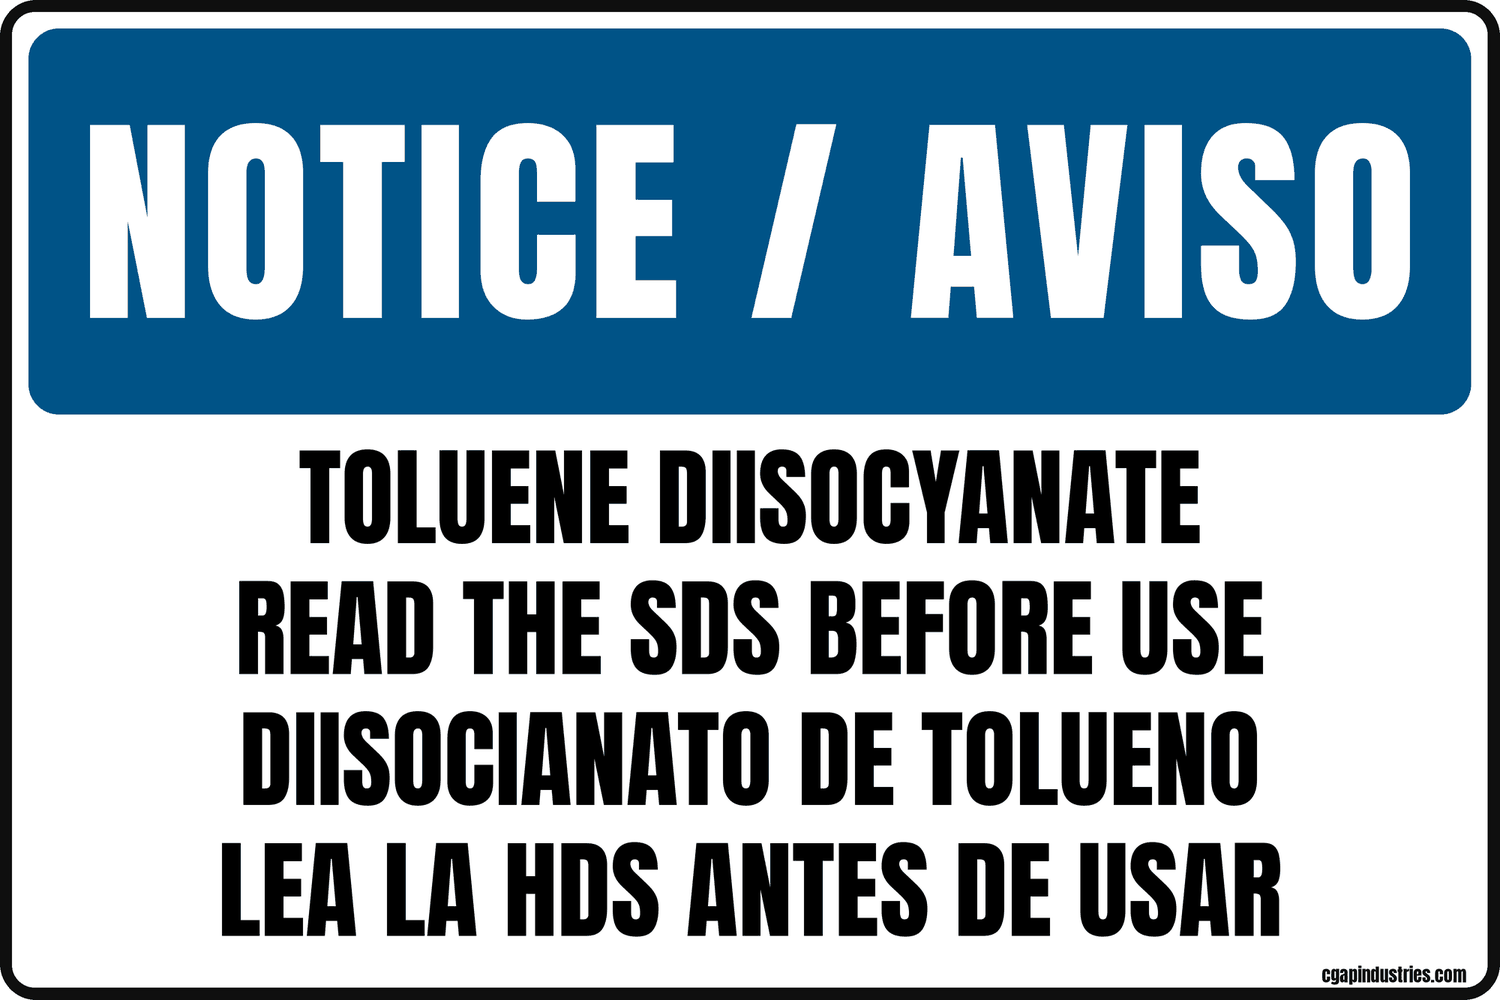 NOTICE / AVISO
TOLUENE DIISOCYANATE
READ THE SDS BEFORE USE
DIISOCIANATO DE TOLUENO
LEA LA HDS ANTES DE USAR
cgapindustries.com